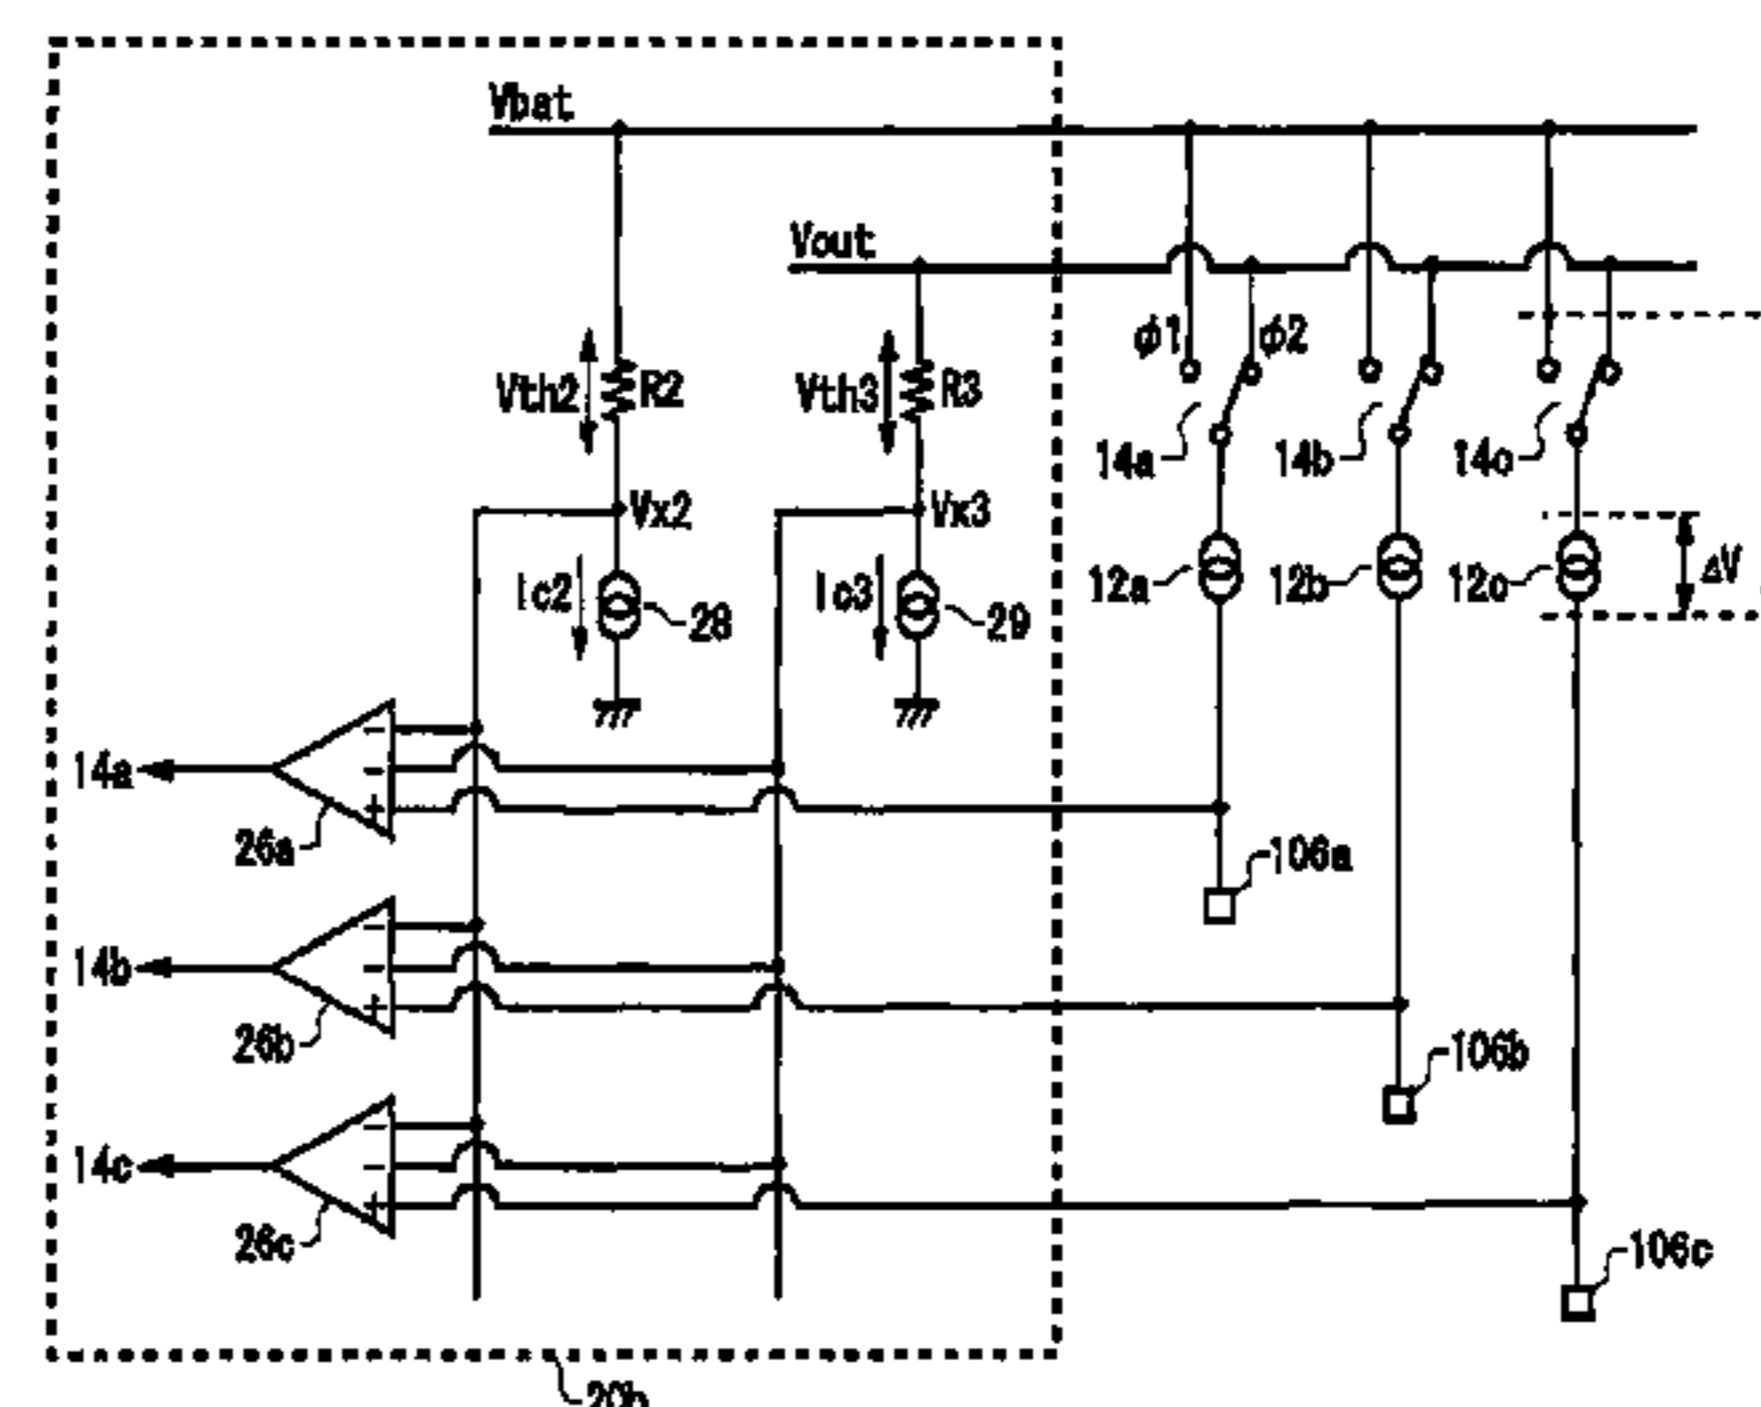 Vbat
Vout
φ1 φ2
Vth2 R2 Vth3 R3
14a 14b 14c
Vx2 Vx3
Ic2 28 Ic3 29 12a 12b 12c ΔV
- 
14a - 
+
26a
106a
- 
14b - 
+
26b
106b
- 
14c - 
+
26c
106c
20b